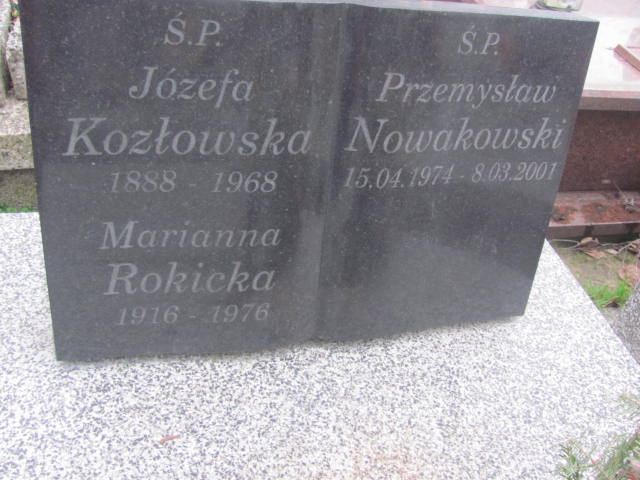 Ś.P.
Józefa
Kozłowska
1888 - 1968
Marianna
Rokicka
1916 - 1976
Ś.P.
Przemysław
Nowakowski
15.04.1974 - 8.03.2001